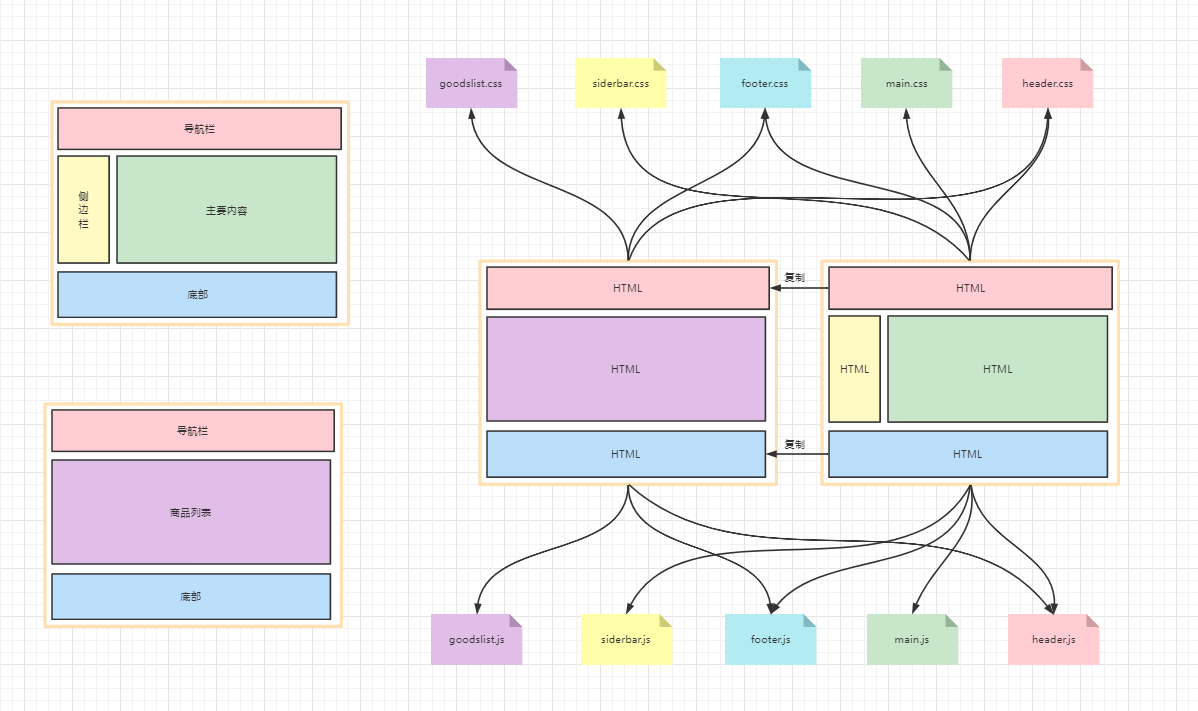 goodslist.css
siderbar.css
footer.css
main.css
header.css
导航栏
侧
边
栏
主要内容
底部
HTML
复制
HTML
HTML
HTML
HTML
HTML
复制
HTML
导航栏
商品列表
底部
goodslist.js
siderbar.js
footer.js
main.js
header.js